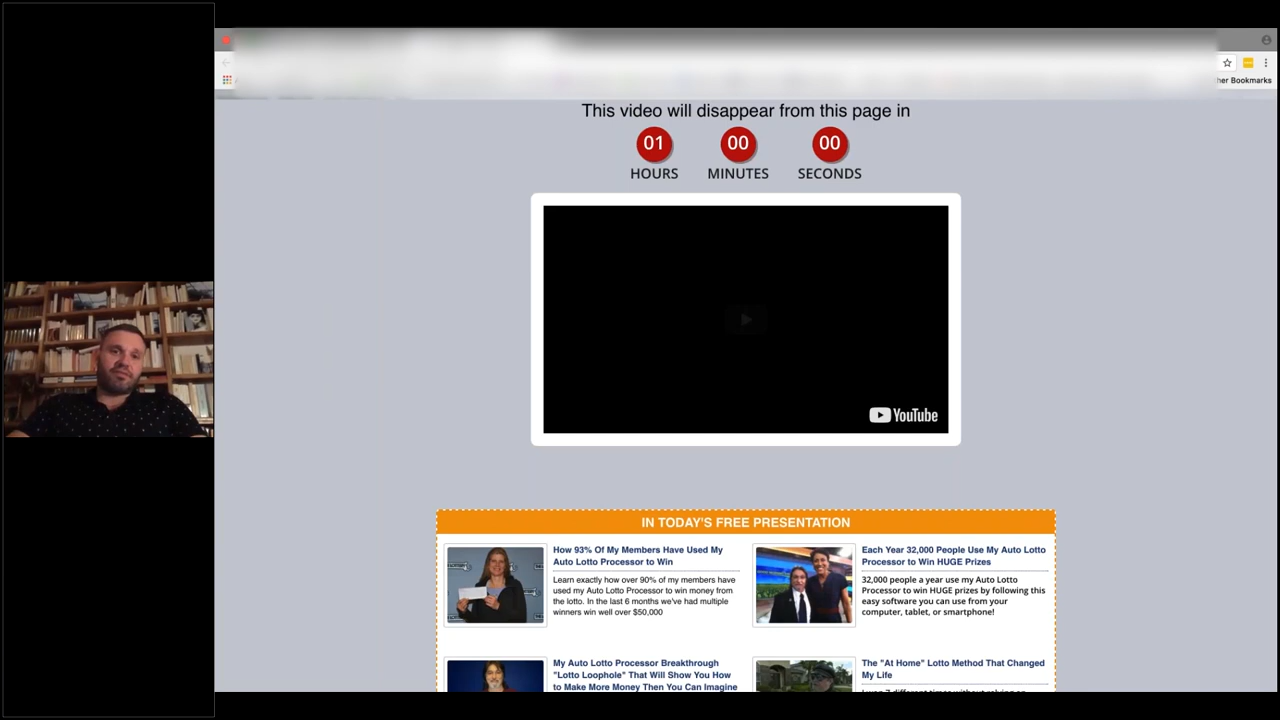 her Bookmarks
This video will disappear from this page in
01 00 00
HOURS MINUTES SECONDS
YouTube
IN TODAY'S FREE PRESENTATION
How 93% Of My Members Have Used My
Auto Lotto Processor to Win
Learn exactly how over 90% of my members have
used my Auto Lotto Processor to win money from
the lotto. In the last 6 months we've had multiple
winners win well over $50,000
Each Year 32,000 People Use My Auto Lotto
Processor to Win HUGE Prizes
32,000 people a year use my Auto Lotto
Processor to win HUGE prizes by following this
easy software you can use from your
computer, tablet, or smartphone!
My Auto Lotto Processor Breakthrough
"Lotto Loophole" That Will Show You How
to Make More Money Then You Can Imagine
The "At Home" Lotto Method That Changed
My Life